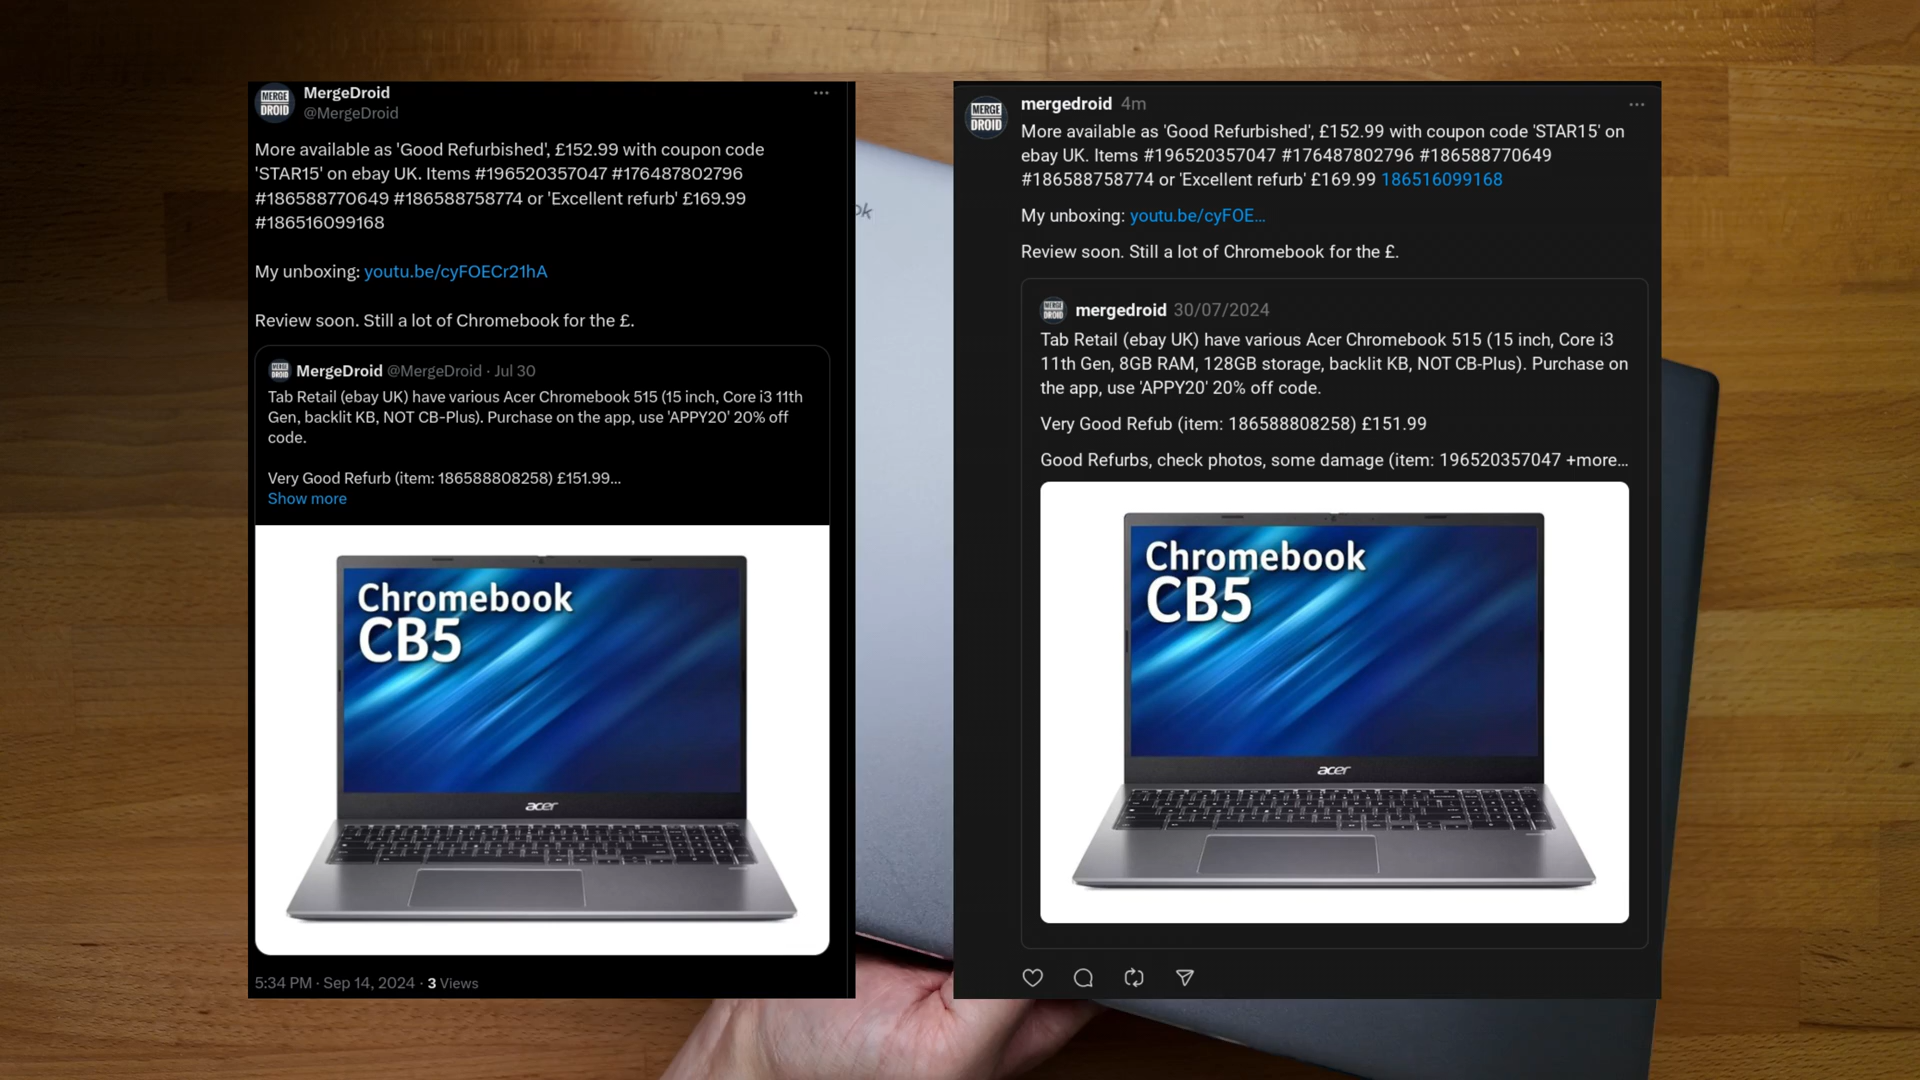 MERGE
DROID
MergeDroid
@MergeDroid
More available as 'Good Refurbished', £152.99 with coupon code
'STAR15' on ebay UK. Items #196520357047 #176487802796
#186588770649 #186588758774 or 'Excellent refurb' £169.99
#186516099168
My unboxing: youtu.be/cyFOECr21hA
Review soon. Still a lot of Chromebook for the £.
MERGE
DROID
MergeDroid @MergeDroid · Jul 30
Tab Retail (ebay UK) have various Acer Chromebook 515 (15 inch, Core i3 11th
Gen, backlit KB, NOT CB-Plus). Purchase on the app, use 'APPY20' 20% off
code.
Very Good Refurb (item: 186588808258) £151.99...
Show more
Chromebook
CB5
acer
5:34 PM · Sep 14, 2024 · 3 Views
MERGE
DROID
mergedroid 4m
More available as 'Good Refurbished', £152.99 with coupon code 'STAR15' on
ebay UK. Items #196520357047 #176487802796 #186588770649
#186588758774 or 'Excellent refurb' £169.99 186516099168
My unboxing: youtu.be/cyFOE...
Review soon. Still a lot of Chromebook for the £.
MERGE
DROID
mergedroid 30/07/2024
Tab Retail (ebay UK) have various Acer Chromebook 515 (15 inch, Core i3
11th Gen, 8GB RAM, 128GB storage, backlit KB, NOT CB-Plus). Purchase on
the app, use 'APPY20' 20% off code.
Very Good Refub (item: 186588808258) £151.99
Good Refurbs, check photos, some damage (item: 196520357047 +more...
Chromebook
CB5
acer